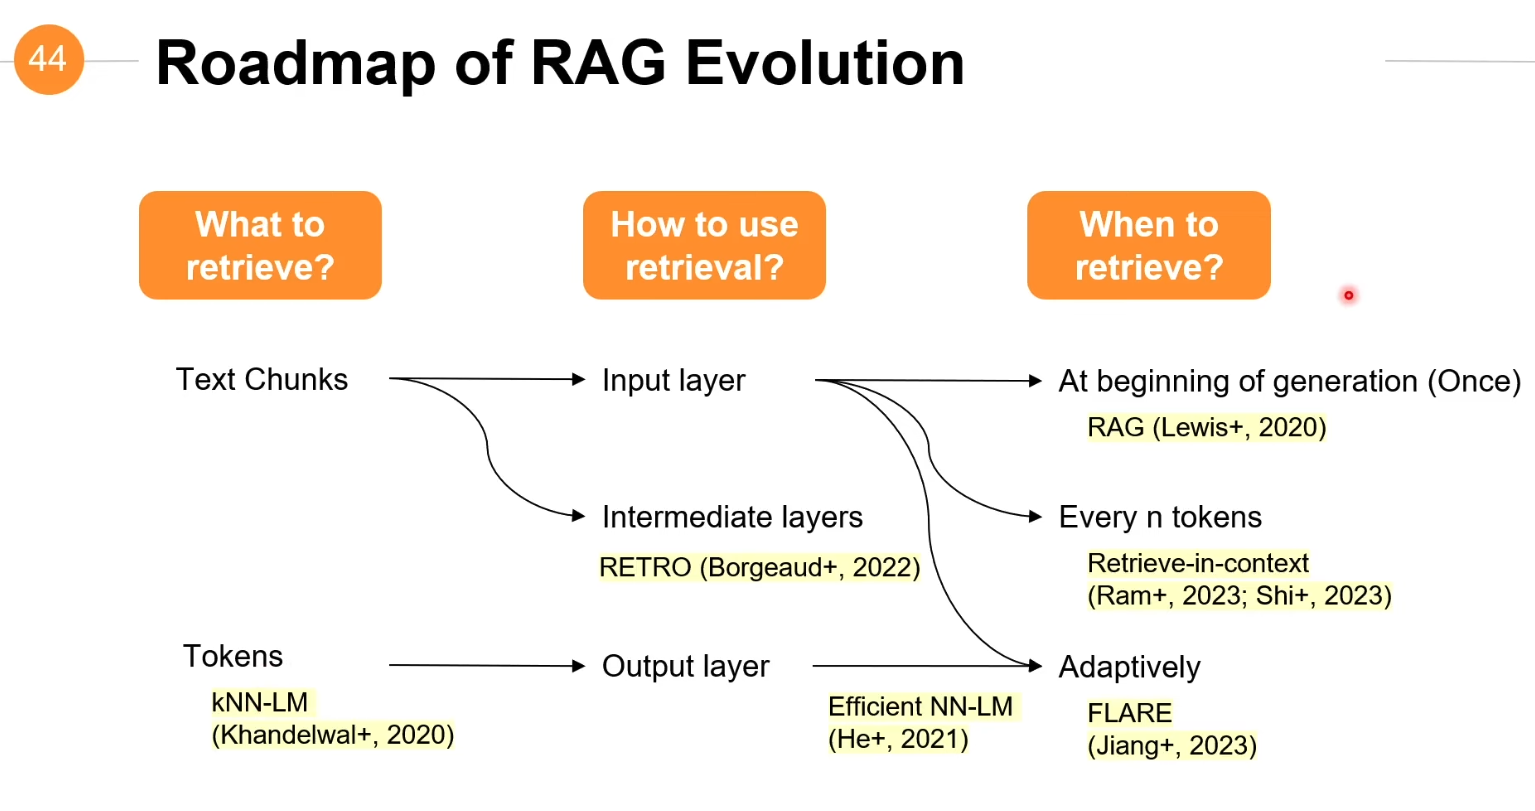 44
Roadmap of RAG Evolution
What to
retrieve?
How to use
retrieval?
When to
retrieve?
Text Chunks
Input layer
At beginning of generation (Once)
RAG (Lewis+, 2020)
Intermediate layers
RETRO (Borgeaud+, 2022)
Every n tokens
Retrieve-in-context
(Ram+, 2023; Shi+, 2023)
Tokens
kNN-LM
(Khandelwal+, 2020)
Output layer
Efficient NN-LM
(He+, 2021)
Adaptively
FLARE
(Jiang+, 2023)